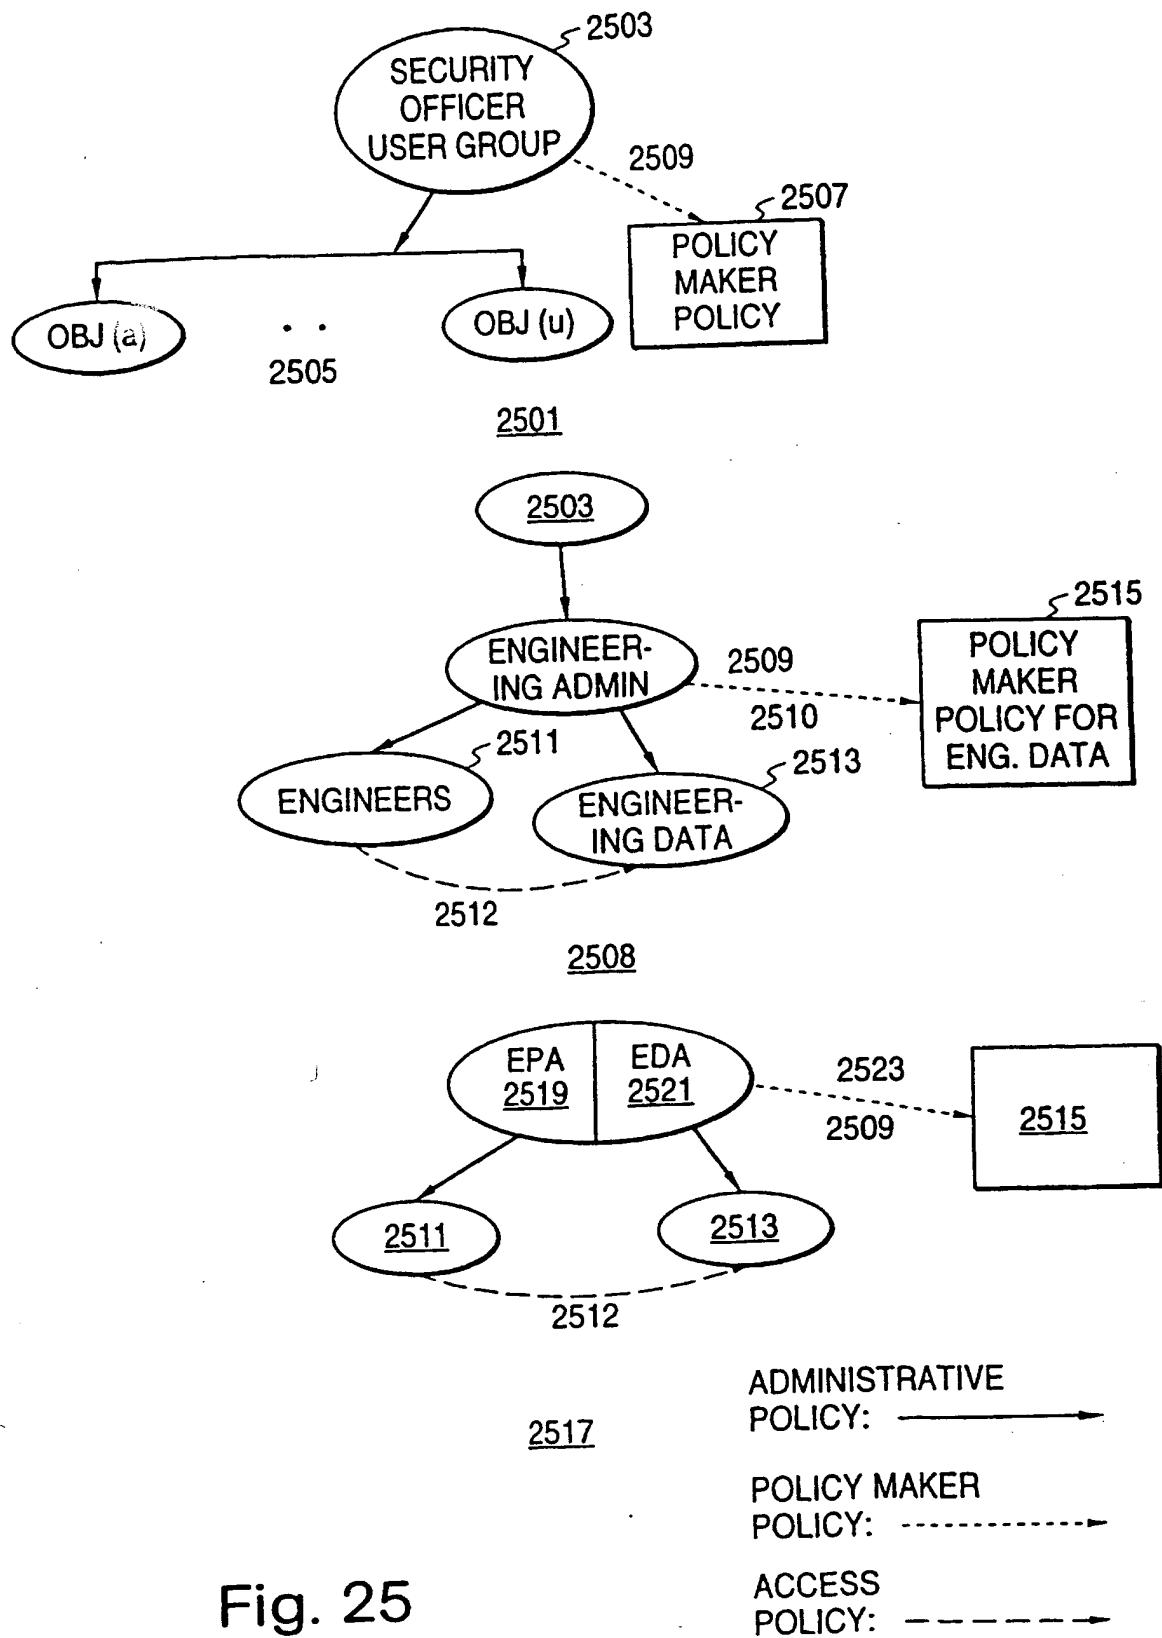 2503
SECURITY
OFFICER
USER GROUP
2509
2507
POLICY
MAKER
POLICY
OBJ (a)
. .
OBJ (u)
2505
2501
2503
2515
ENGINEER-
ING ADMIN
2509
2510
POLICY
MAKER
POLICY FOR
ENG. DATA
2511
2513
ENGINEERS
ENGINEER-
ING DATA
2512
2508
EPA
2519
EDA
2521
2523
2509
2515
2511
2513
2512
2517
ADMINISTRATIVE
POLICY:
POLICY MAKER
POLICY:
ACCESS
POLICY:
Fig. 25